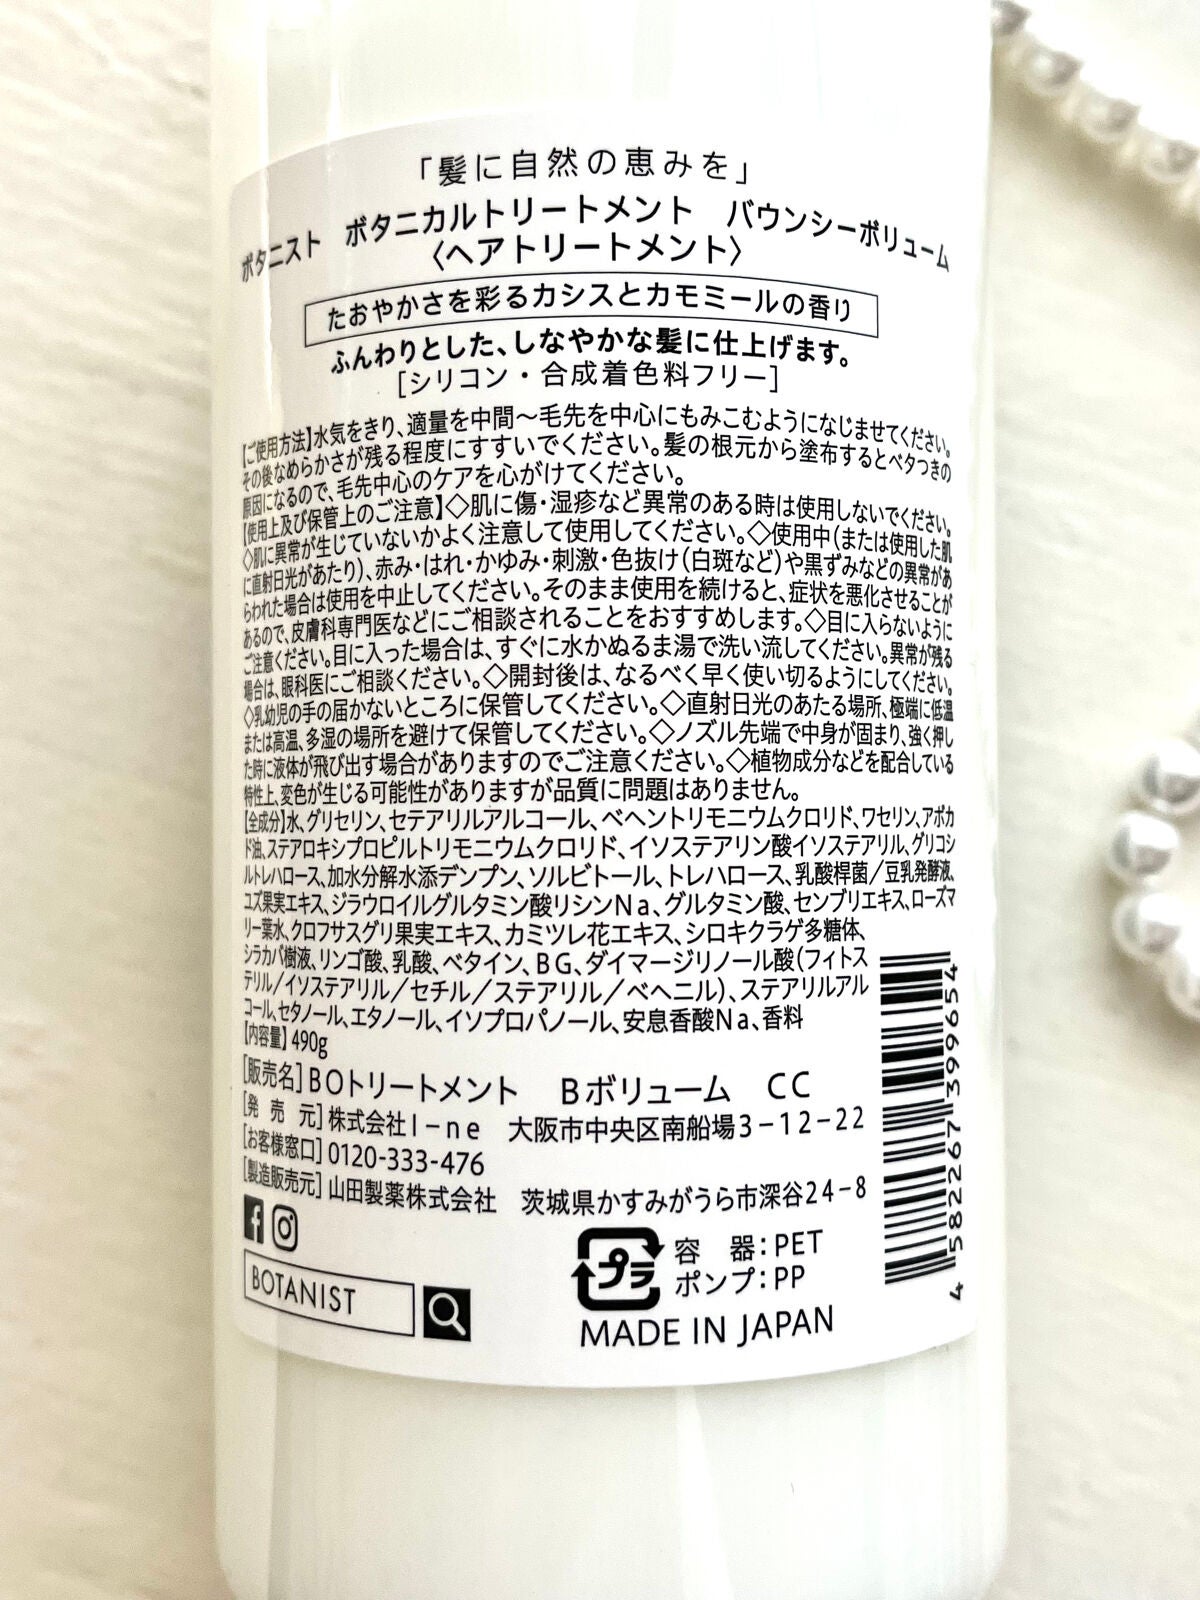 「髪に自然の恵みを」
ボタニスト ボタニカルトリートメント バウンシーボリューム
〈ヘアトリートメント〉
たおやかさを彩るカシスとカモミールの香り
ふんわりとした、しなやかな髪に仕上げます。
[シリコン・合成着色料フリー]
【ご使用方法】水気をきり、適量を中間〜毛先を中心にもみこむようになじませてください。
その後なめらかさが残る程度にすすいでください。髪の根元から塗布するとベタつきの
原因になるので、毛先中心のケアを心がけてください。
【使用上及び保管上のご注意】◇肌に傷・湿疹など異常のある時は使用しないでください。
◇肌に異常が生じていないかよく注意して使用してください。◇使用中(または使用した肌
に直射日光があたり)、赤み・はれ・かゆみ・刺激・色抜け(白斑など)や黒ずみなどの異常があ
らわれた場合は使用を中止してください。そのまま使用を続けると、症状を悪化させることが
あるので、皮膚科専門医などにご相談されることをおすすめします。◇目に入らないように
ご注意ください。目に入った場合は、すぐに水かぬるま湯で洗い流してください。異常が残る
場合は、眼科医にご相談ください。◇開封後は、なるべく早く使い切るようにしてください。
◇乳幼児の手の届かないところに保管してください。◇直射日光のあたる場所、極端に低温
または高温、多湿の場所を避けて保管してください。◇ノズル先端で中身が固まり、強く押し
た時に液体が飛び出す場合がありますのでご注意ください。◇植物成分などを配合している
特性上、変色が生じる可能性がありますが品質に問題はありません。
【全成分】水、グリセリン、セテアリルアルコール、ベヘントリモニウムクロリド、ワセリン、アボカ
ド油、ステアロキシプロピルトリモニウムクロリド、イソステアリン酸イソステアリル、グリコシ
ルトレハロース、加水分解水添デンプン、ソルビトール、トレハロース、乳酸桿菌/豆乳発酵液、
ユズ果実エキス、ジラウロイルグルタミン酸リシンNa、グルタミン酸、センブリエキス、ローズマ
リー葉水、クロフサスグリ果実エキス、カミツレ花エキス、シロキクラゲ多糖体、
シラカバ樹液、リンゴ酸、乳酸、ベタイン、BG、ダイマージリノール酸(フィトス
テリル/イソステアリル/セチル/ステアリル/ベヘニル)、ステアリルアル
コール、セタノール、エタノール、イソプロパノール、安息香酸Na、香料
【内容量】490g
[販売名]BOトリートメント Bボリューム CC
[発 売 元]株式会社I−ne 大阪市中央区南船場3−12−22
[お客様窓口]0120-333-476
[製造販売元]山田製薬株式会社 茨城県かすみがうら市深谷24−8
f
BOTANIST
プラ
容 器:PET
ポンプ:PP
MADE IN JAPAN
4 582267 399654